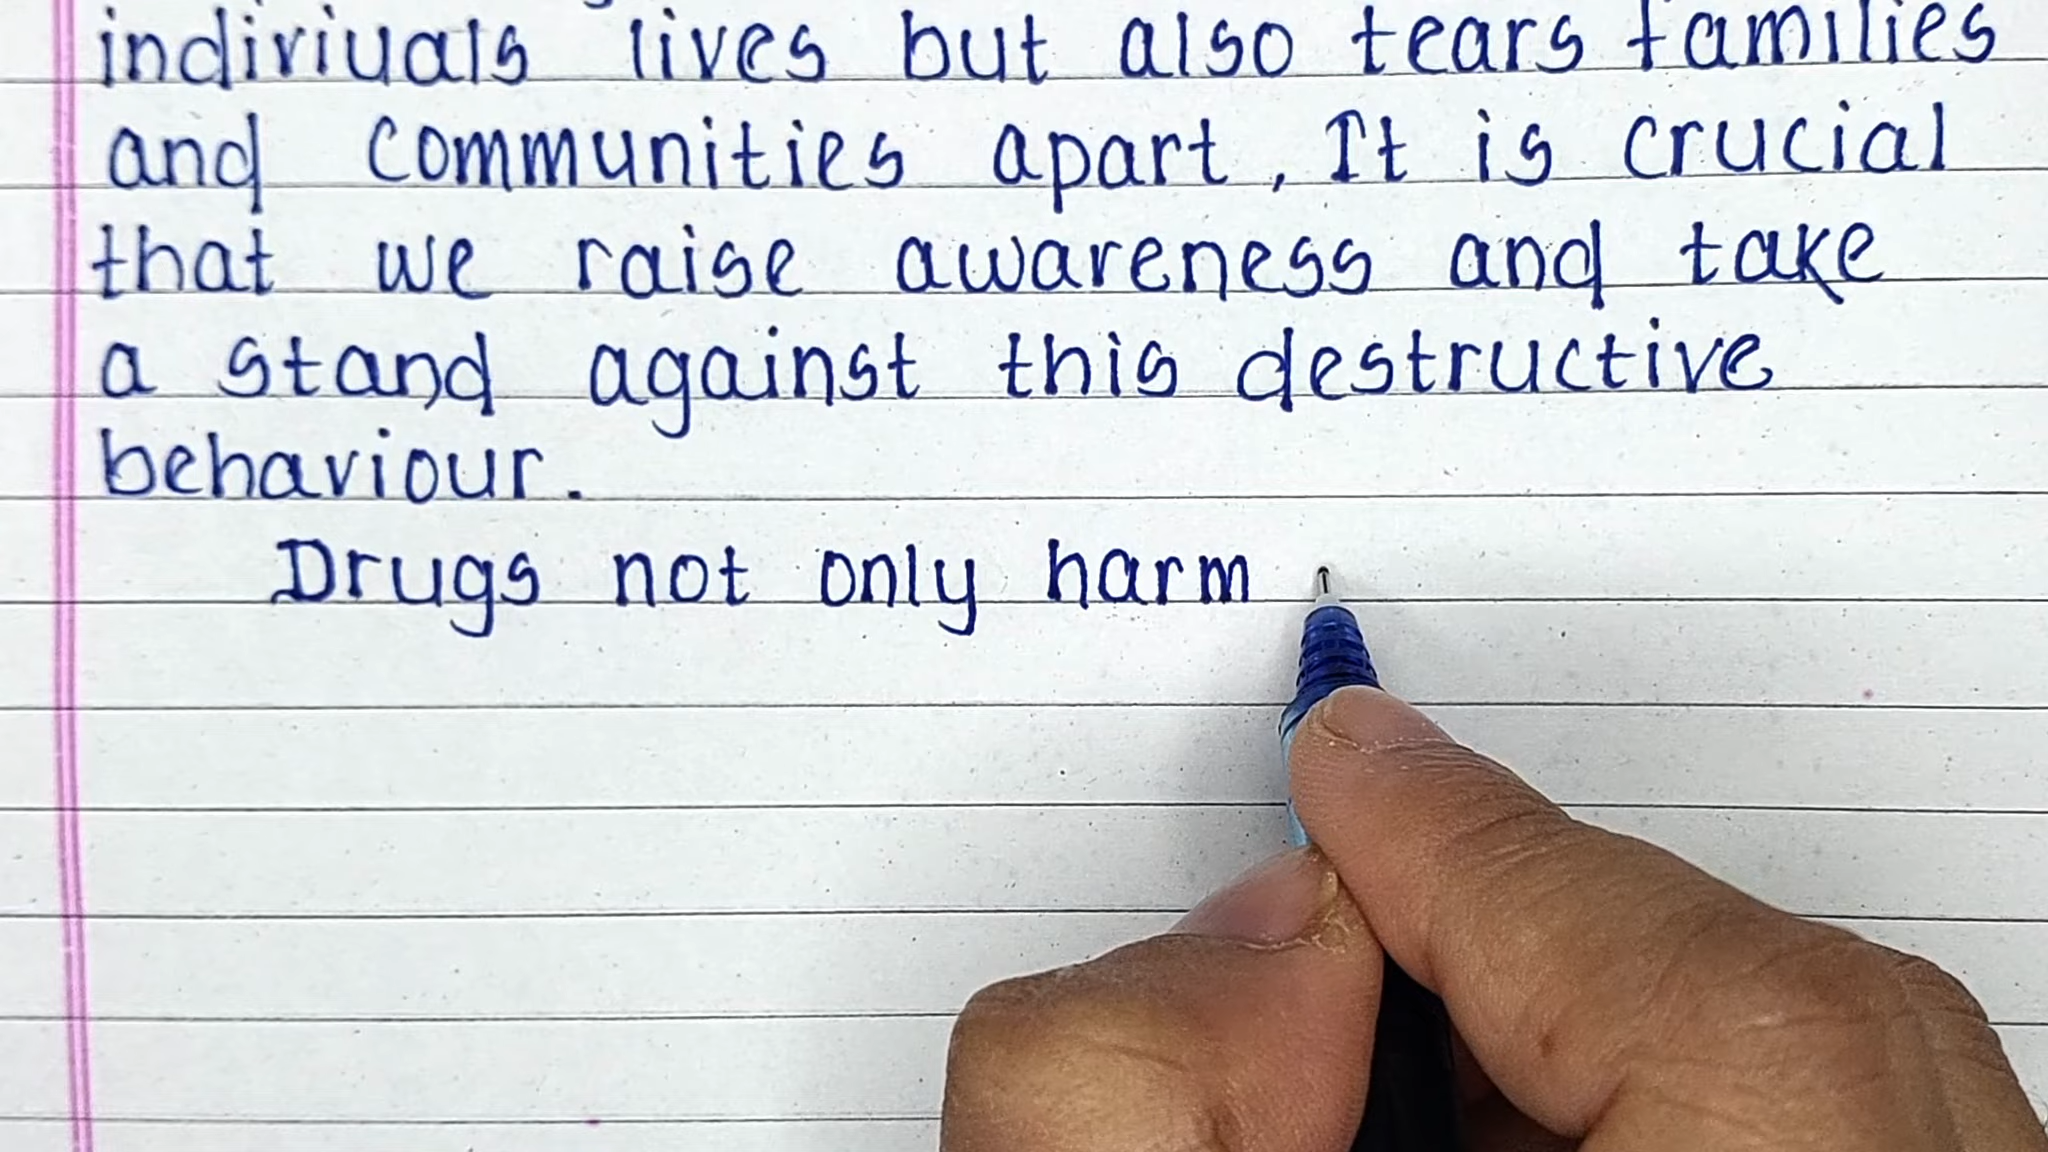 indiriuals lives but also tears families
and communities apart, It is crucial
that we raise awareness and take
a stand against this destructive
behaviour.
Drugs not only harm